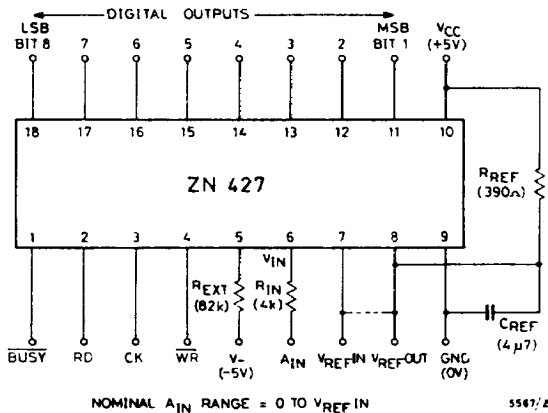 DIGITAL OUTPUTS
LSB BIT 8 7 6 5 4 3 2 MSB BIT 1 VCC (+5V)
18 17 16 15 14 13 12 11 10
ZN 427
RREF (390Ω)
1 2 3 4 5 6 7 8 9
VIN
REXT (82k) RIN (4k)
CREF (4μ7)
BUSY RD CK WR V- (-5V) AIN VREFIN VREFOUT GND (0V)
NOMINAL AIN RANGE = 0 TO VREF IN